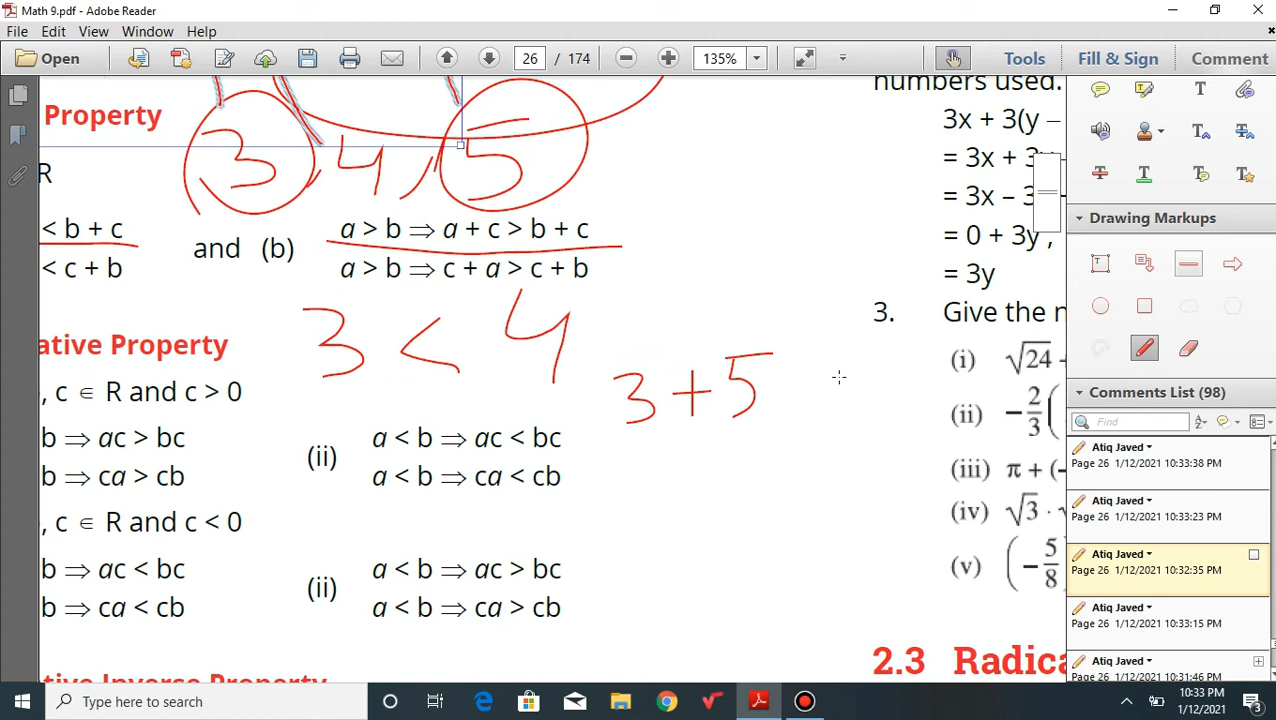 Math 9.pdf - Adobe Reader
File Edit View Window Help
Open 26 / 174 135% Tools Fill & Sign Comment
Property
3, 4, 5
R
< b + c
< c + b
and (b)
a > b ⇒ a + c > b + c
a > b ⇒ c + a > c + b
3 < 4
3 + 5
ative Property
, c ∈ R and c > 0
b ⇒ ac > bc
b ⇒ ca > cb
(ii)
a < b ⇒ ac < bc
a < b ⇒ ca < cb
, c ∈ R and c < 0
b ⇒ ac < bc
b ⇒ ca < cb
(ii)
a < b ⇒ ac > bc
a < b ⇒ ca > cb
ative Inverse Property
numbers used.
3x + 3(y –
= 3x + 3y
= 3x – 3
= 0 + 3y ,
= 3y
3. Give the n
(i) √24
(ii) –2/3 (
(iii) π + (-
(iv) √3 ·
(v) (–5/8
2.3 Radica
Drawing Markups
Comments List (98)
Find
Atiq Javed
Page 26 1/12/2021 10:33:38 PM
Atiq Javed
Page 26 1/12/2021 10:33:23 PM
Atiq Javed
Page 26 1/12/2021 10:32:35 PM
Atiq Javed
Page 26 1/12/2021 10:33:15 PM
Atiq Javed
Page 26 1/12/2021 10:31:46 PM
Type here to search
10:33 PM
1/12/2021
3